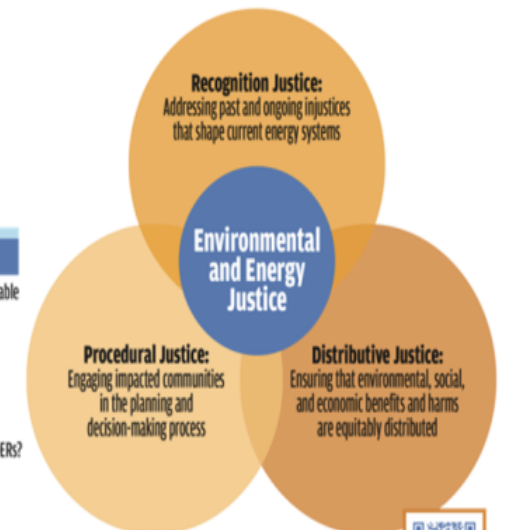 Recognition Justice:
Addressing past and ongoing injustices
that shape current energy systems
Environmental
and Energy
Justice
able
Procedural Justice:
Engaging impacted communities
in the planning and
decision-making process
Distributive Justice:
Ensuring that environmental, social,
and economic benefits and harms
are equitably distributed
ERs?